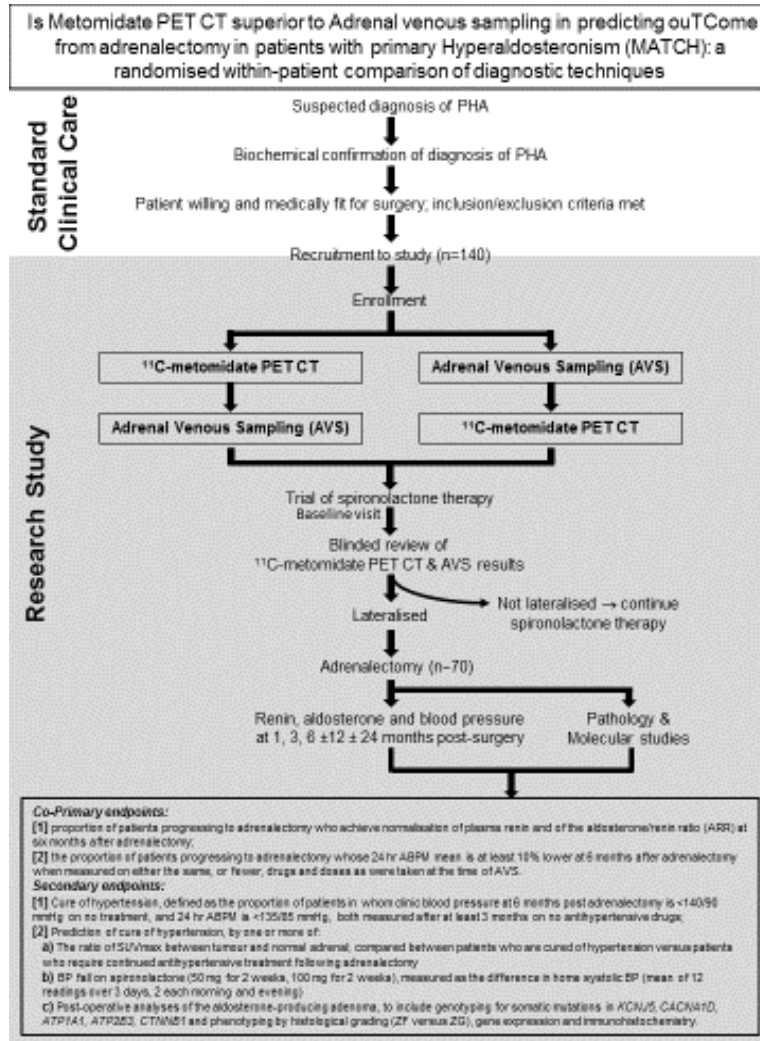 Is Metomidate PET CT superior to Adrenal venous sampling in predicting ouTCome
from adrenalectomy in patients with primary Hyperaldosteronism (MATCH): a
randomised within-patient comparison of diagnostic techniques
Standard
Clinical Care
Suspected diagnosis of PHA
Biochemical confirmation of diagnosis of PHA
Patient willing and medically fit for surgery; inclusion/exclusion criteria met
Recruitment to study (n=140)
Research Study
Enrollment
¹¹C-metomidate PET CT
Adrenal Venous Sampling (AVS)
Adrenal Venous Sampling (AVS)
¹¹C-metomidate PET CT
Trial of spironolactone therapy
Baseline visit
Blinded review of
¹¹C-metomidate PET CT & AVS results
Not lateralised → continue
spironolactone therapy
Lateralised
Adrenalectomy (n~70)
Renin, aldosterone and blood pressure
at 1, 3, 6 ±12 ± 24 months post-surgery
Pathology &
Molecular studies
Co-Primary endpoints:
[1] proportion of patients progressing to adrenalectomy who achieve normalisation of plasma renin and of the aldosterone/renin ratio (ARR) at
six months after adrenalectomy;
[2] the proportion of patients progressing to adrenalectomy whose 24 hr ABPM mean is at least 10% lower at 6 months after adrenalectomy
when measured on either the same, or fewer, drugs and doses as were taken at the time of AVS.
Secondary endpoints:
[1] Cure of hypertension, defined as the proportion of patients in whom clinic blood pressure at 6 months post adrenalectomy is <140/90
mmHg on no treatment, and 24 hr ABPM is <135/85 mmHg, both measured after at least 3 months on no antihypertensive drugs;
[2] Prediction of cure of hypertension, by one or more of:
a) The ratio of SUVmax between tumour and normal adrenal, compared between patients who are cured of hypertension versus patients
who require continued antihypertensive treatment following adrenalectomy
b) BP fall on spironolactone (50 mg for 2 weeks, 100 mg for 2 weeks), measured as the difference in home systolic BP (mean of 12
readings over 3 days, 2 each morning and evening)
c) Post-operative analyses of the aldosterone-producing adenoma, to include genotyping for somatic mutations in KCNJ5, CACNA1D,
ATP1A1, ATP2B3, CTNNB1 and phenotyping by histological grading (ZF versus ZG), gene expression and immunohistochemistry.